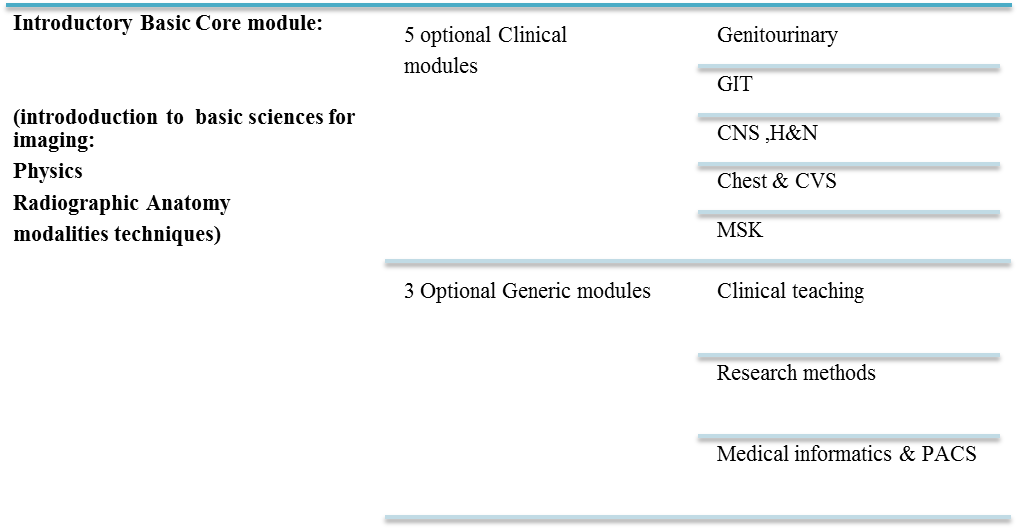 Introductory Basic Core module:
(intrododuction to basic sciences for
imaging:
Physics
Radiographic Anatomy
modalities techniques)
5 optional Clinical
modules
Genitourinary
GIT
CNS ,H&N
Chest & CVS
MSK
3 Optional Generic modules
Clinical teaching
Research methods
Medical informatics & PACS